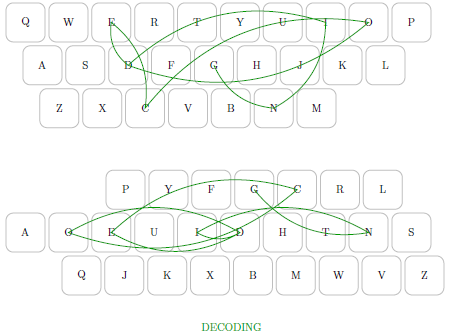 Q W E R T Y U I O P
A S D F G H J K L
Z X C V B N M
P Y F G C R L
A O E U I D H T N S
Q J K X B M W V Z
DECODING